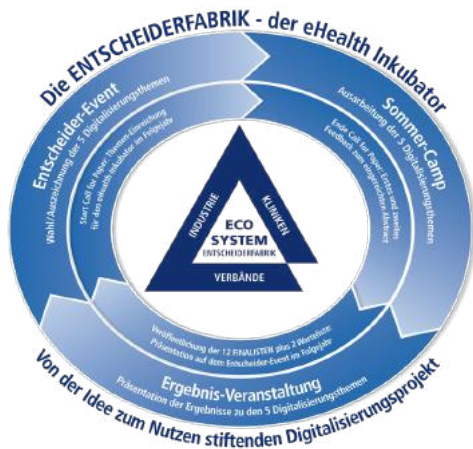 Die ENTSCHEIDERFABRIK - der eHealth Inkubator
Entscheider-Event
Wahl/Auszeichnung der 5 Digitalisierungsthemen
Start Call for Paper: Themen-Einreichung
für den eHealth Inkubator im Folgejahr
Sommer-Camp
Ausarbeitung der 5 Digitalisierungsthemen
Ende Call for Paper: Erstes und zweites
Feedback zum eingereichten Abstract
INDUSTRIE
KLINIKEN
ECO
SYSTEM
ENTSCHEIDERFABRIK
VERBÄNDE
Veröffentlichung der 12 FINALISTEN plus 2 Warteliste:
Präsentation auf dem Entscheider-Event im Folgejahr
Ergebnis-Veranstaltung
Präsentation der Ergebnisse zu den 5 Digitalisierungsthemen
Von der Idee zum Nutzen stiftenden Digitalisierungsprojekt